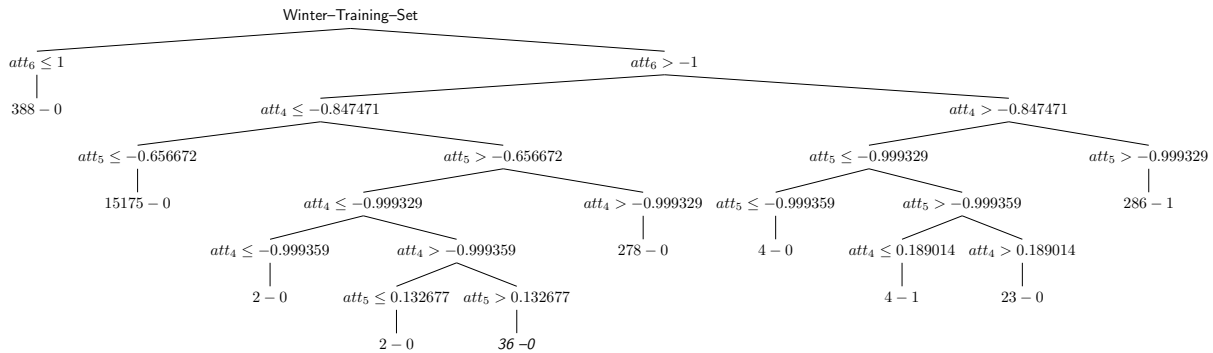 Winter–Training–Set
att₆ ≤ 1 att₆ > −1
388 − 0 att₄ ≤ −0.847471 att₄ > −0.847471
att₅ ≤ −0.656672 att₅ > −0.656672 att₅ ≤ −0.999329 att₅ > −0.999329
15175 − 0 att₄ ≤ −0.999329 att₄ > −0.999329 att₅ ≤ −0.999359 att₅ > −0.999359 286 − 1
att₄ ≤ −0.999359 att₄ > −0.999359 278 − 0 4 − 0 att₄ ≤ 0.189014 att₄ > 0.189014
2 − 0 att₅ ≤ 0.132677 att₅ > 0.132677 4 − 1 23 − 0
2 − 0 36 –0